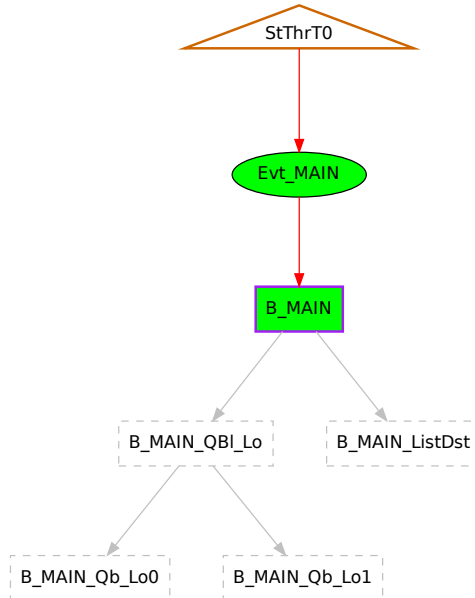 StThrT0
Evt_MAIN
B_MAIN
B_MAIN_QBl_Lo
B_MAIN_ListDst
B_MAIN_Qb_Lo0
B_MAIN_Qb_Lo1